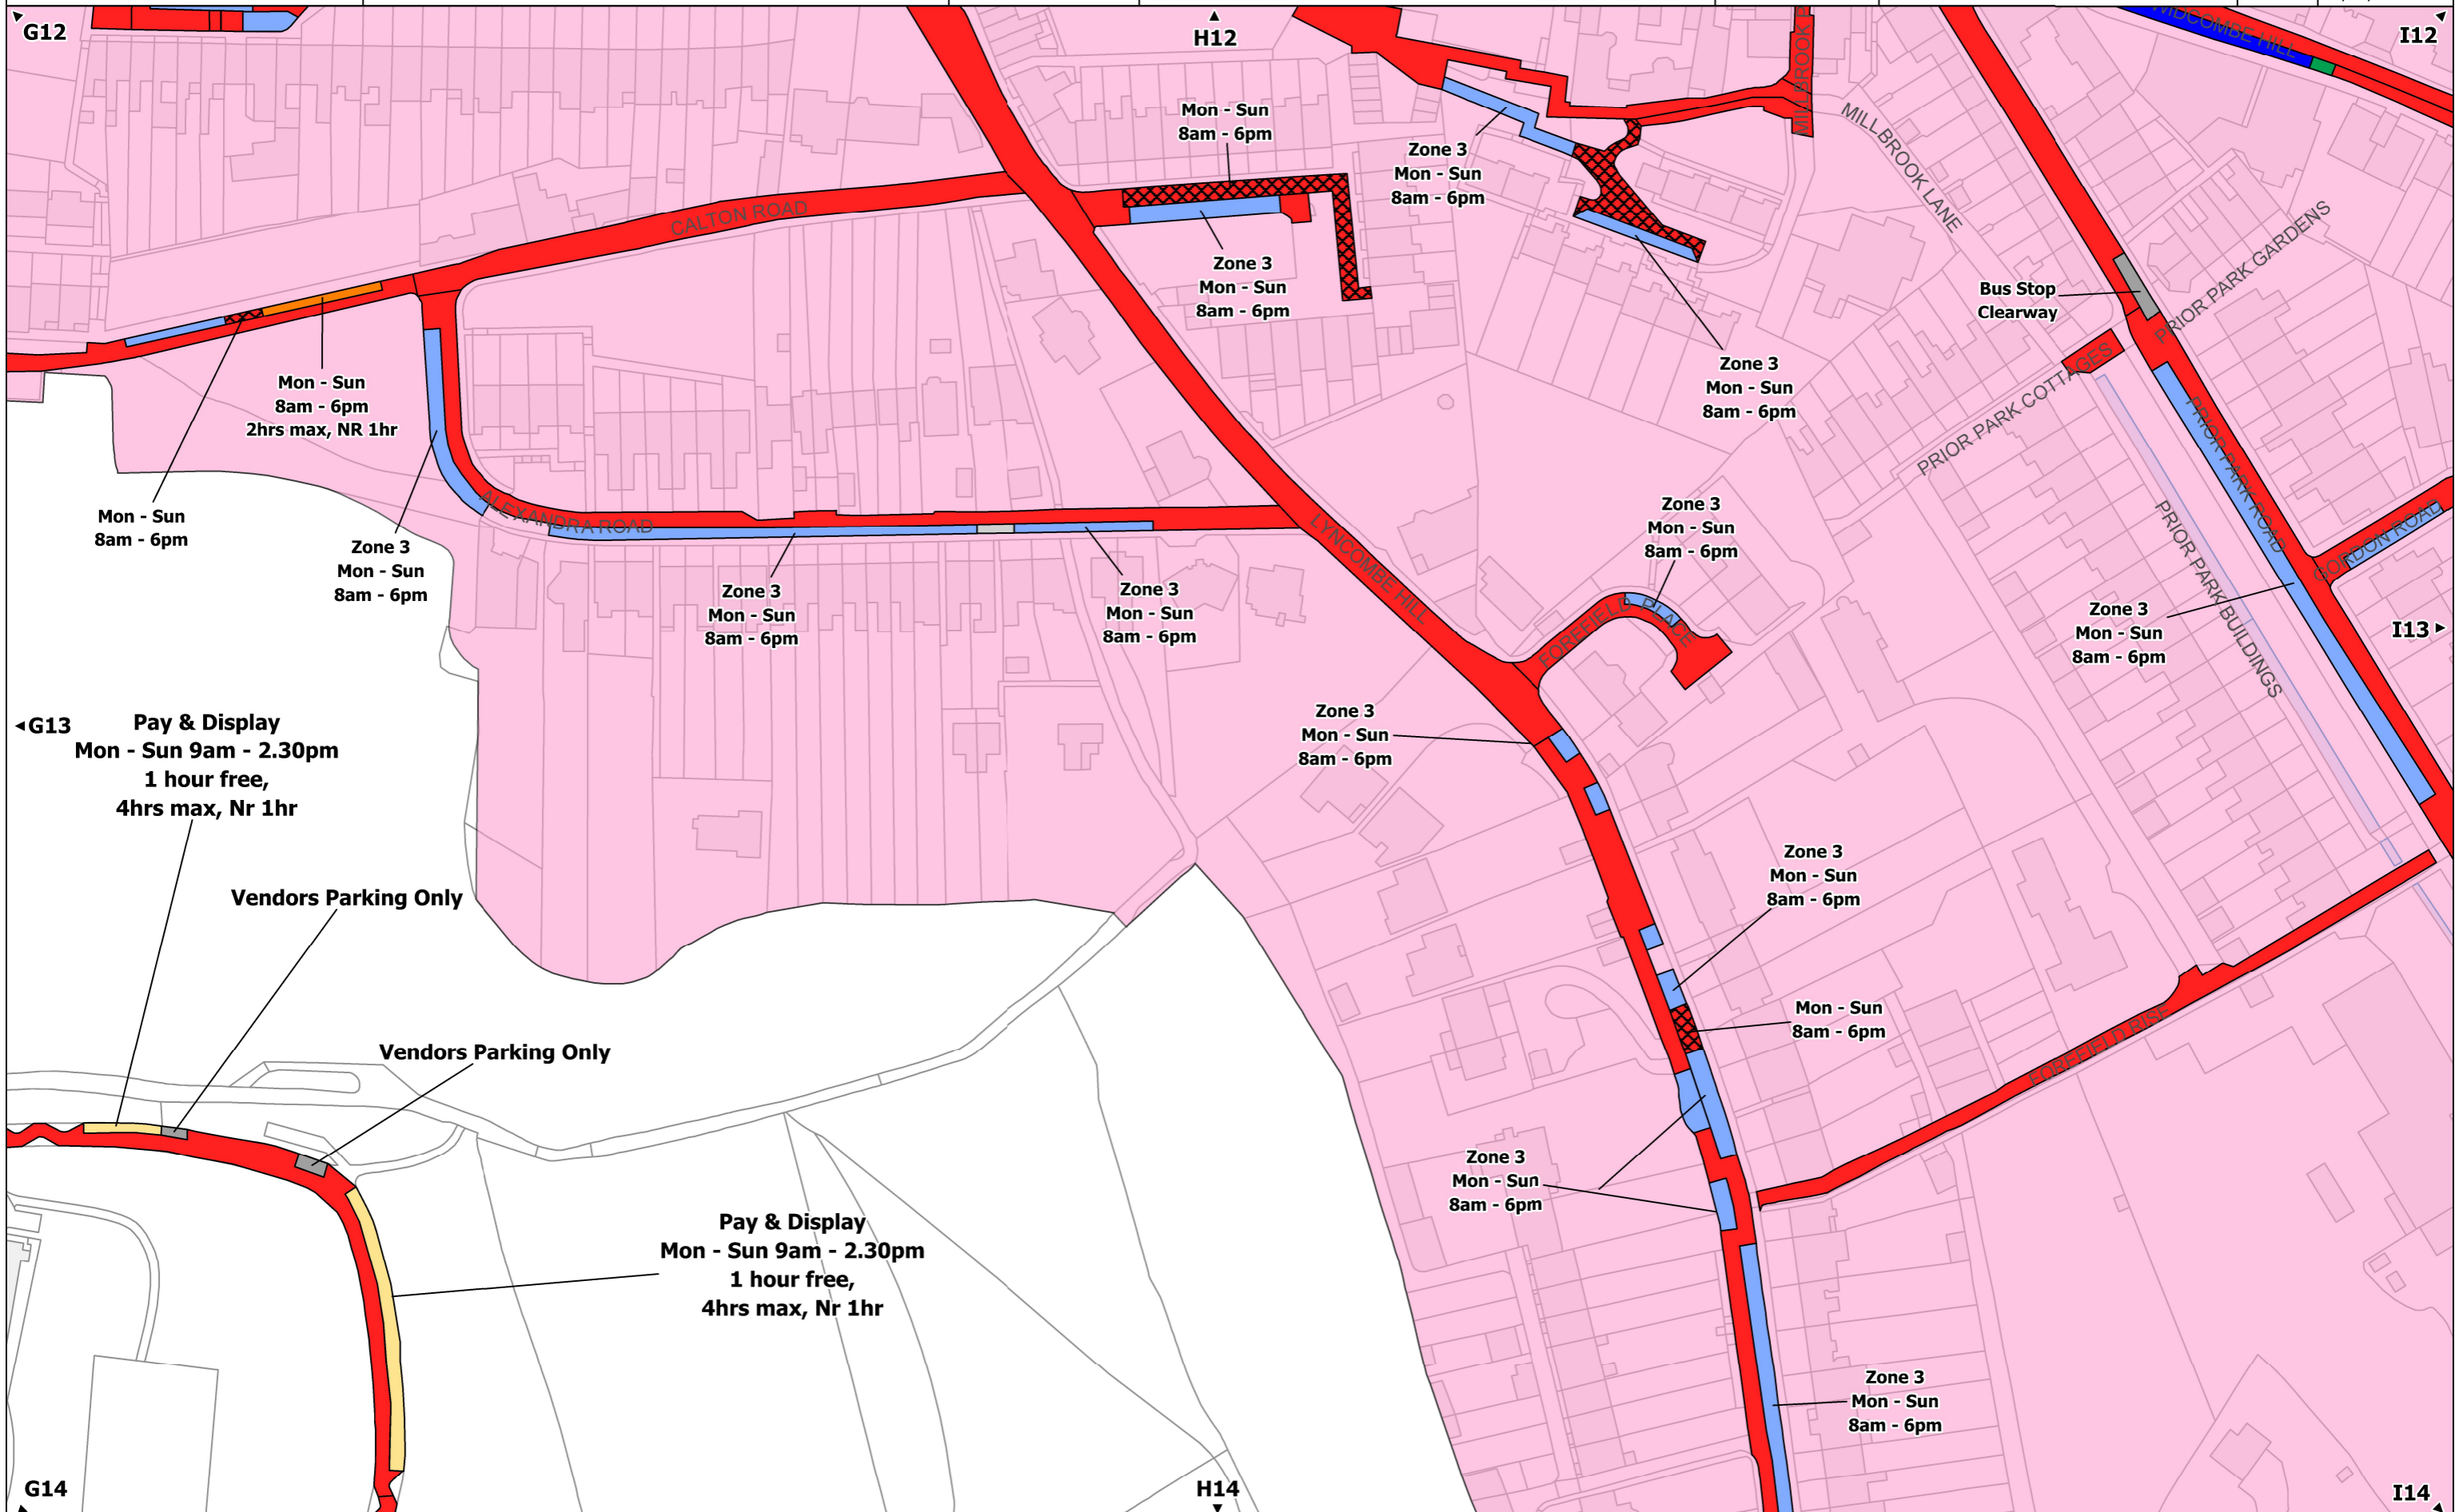 G12
H12
I12
WIDCOMBE HILL
MILLBROOK P
MILLBROOK LANE
Mon - Sun
8am - 6pm
Zone 3
Mon - Sun
8am - 6pm
CALTON ROAD
Zone 3
Mon - Sun
8am - 6pm
PRIOR PARK GARDENS
Bus Stop
Clearway
Mon - Sun
8am - 6pm
2hrs max, NR 1hr
Zone 3
Mon - Sun
8am - 6pm
PRIOR PARK COTTAGES
PRIOR PARK ROAD
Mon - Sun
8am - 6pm
Zone 3
Mon - Sun
8am - 6pm
ALEXANDRA ROAD
LYNCOMBE HILL
Zone 3
Mon - Sun
8am - 6pm
GORDON ROAD
PRIOR PARK BUILDINGS
Zone 3
Mon - Sun
8am - 6pm
Zone 3
Mon - Sun
8am - 6pm
FOREFIELD PLACE
Zone 3
Mon - Sun
8am - 6pm
I13
G13
Pay & Display
Mon - Sun 9am - 2.30pm
1 hour free,
4hrs max, Nr 1hr
Zone 3
Mon - Sun
8am - 6pm
Vendors Parking Only
Zone 3
Mon - Sun
8am - 6pm
Vendors Parking Only
Mon - Sun
8am - 6pm
FOREFIELD RISE
Zone 3
Mon - Sun
8am - 6pm
Pay & Display
Mon - Sun 9am - 2.30pm
1 hour free,
4hrs max, Nr 1hr
Zone 3
Mon - Sun
8am - 6pm
G14
H14
I14